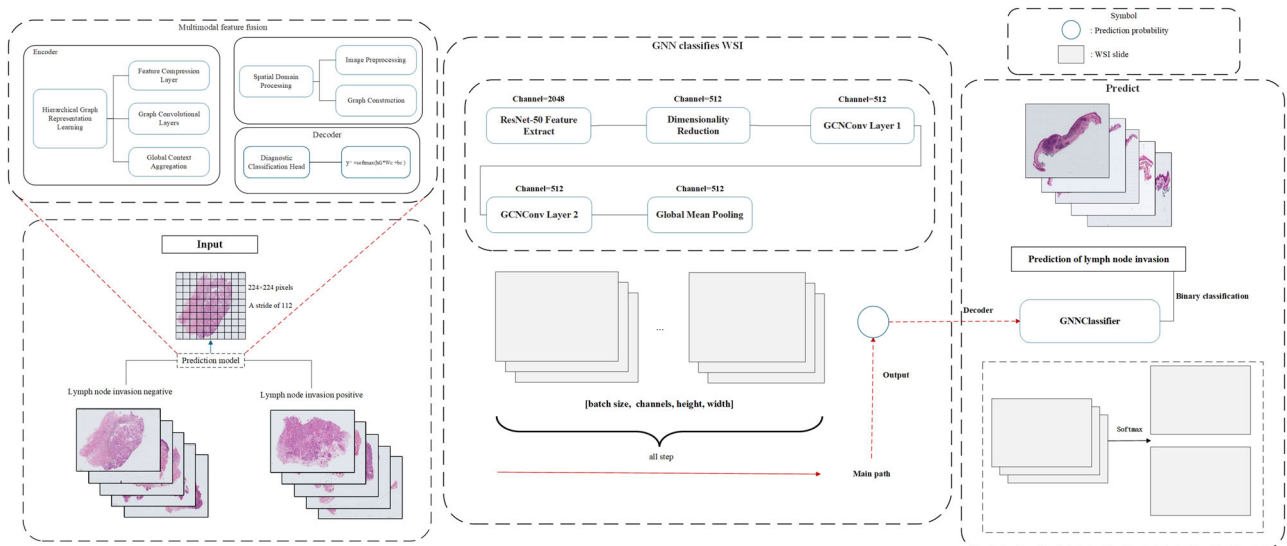 Multimodal feature fusion
Encoder
Hierarchical Graph
Representation
Learning
Feature Compression
Layer
Graph Convolutional
Layers
Global Context
Aggregation
Spatial Domain
Processing
Image Preprocessing
Graph Construction
Decoder
Diagnostic
Classification Head
y= =softmax(hG*Wc +bc )
Input
224×224 pixels
A stride of 112
Prediction model
Lymph node invasion negative
Lymph node invasion positive
GNN classifies WSI
Channel=2048
ResNet-50 Feature
Extract
Channel=512
Dimensionality
Reduction
Channel=512
GCNConv Layer 1
Channel=512
GCNConv Layer 2
Channel=512
Global Mean Pooling
...
[batch size, channels, height, width]
all step
Main path
Output
Decoder
Symbol
: Prediction probability
: WSI slide
Predict
Prediction of lymph node invasion
Binary classification
GNNClassifier
Softmax